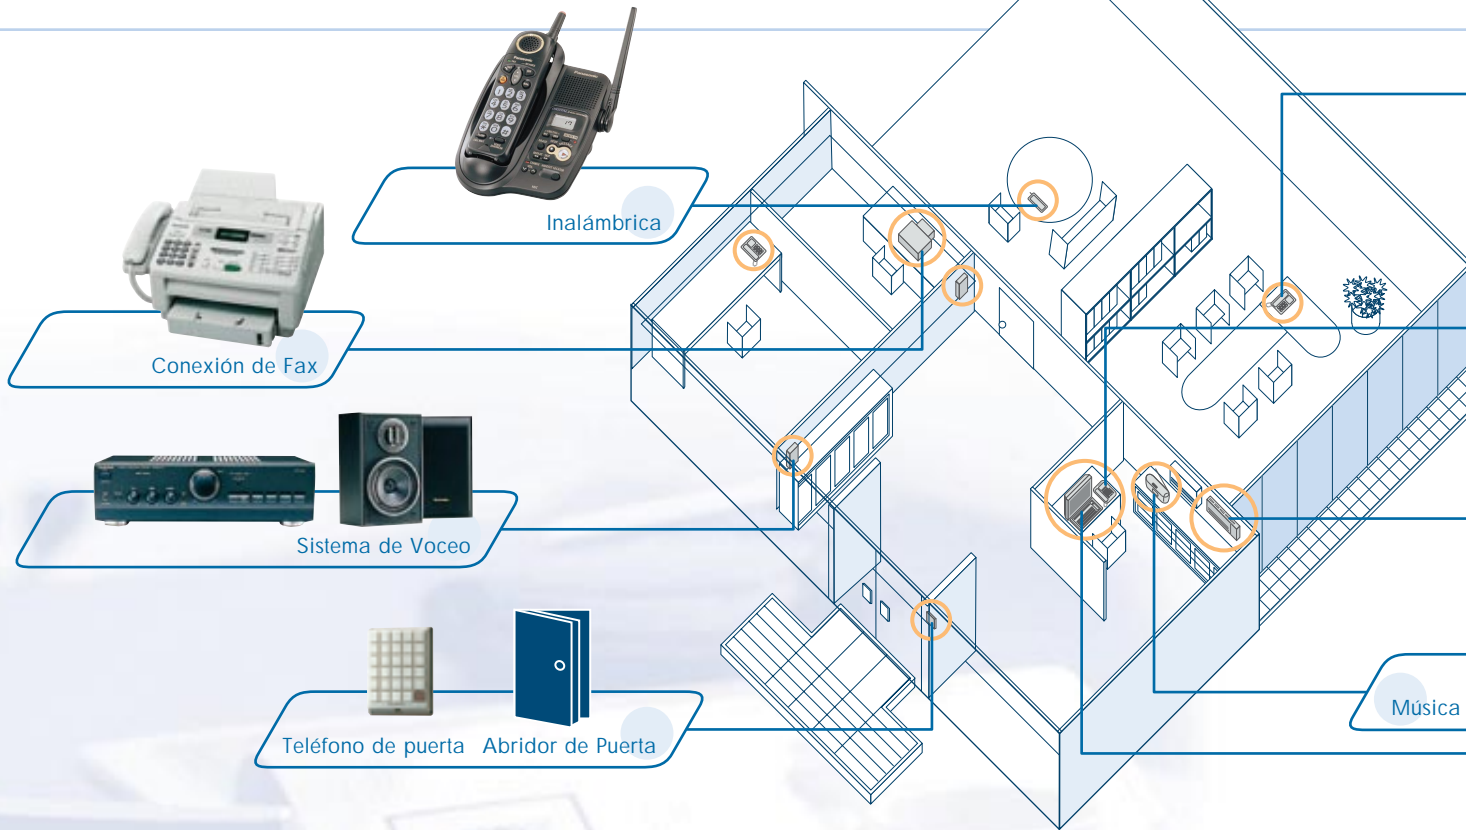 Inalámbrica
Conexión de Fax
Sistema de Voceo
Teléfono de puerta Abridor de Puerta
Música